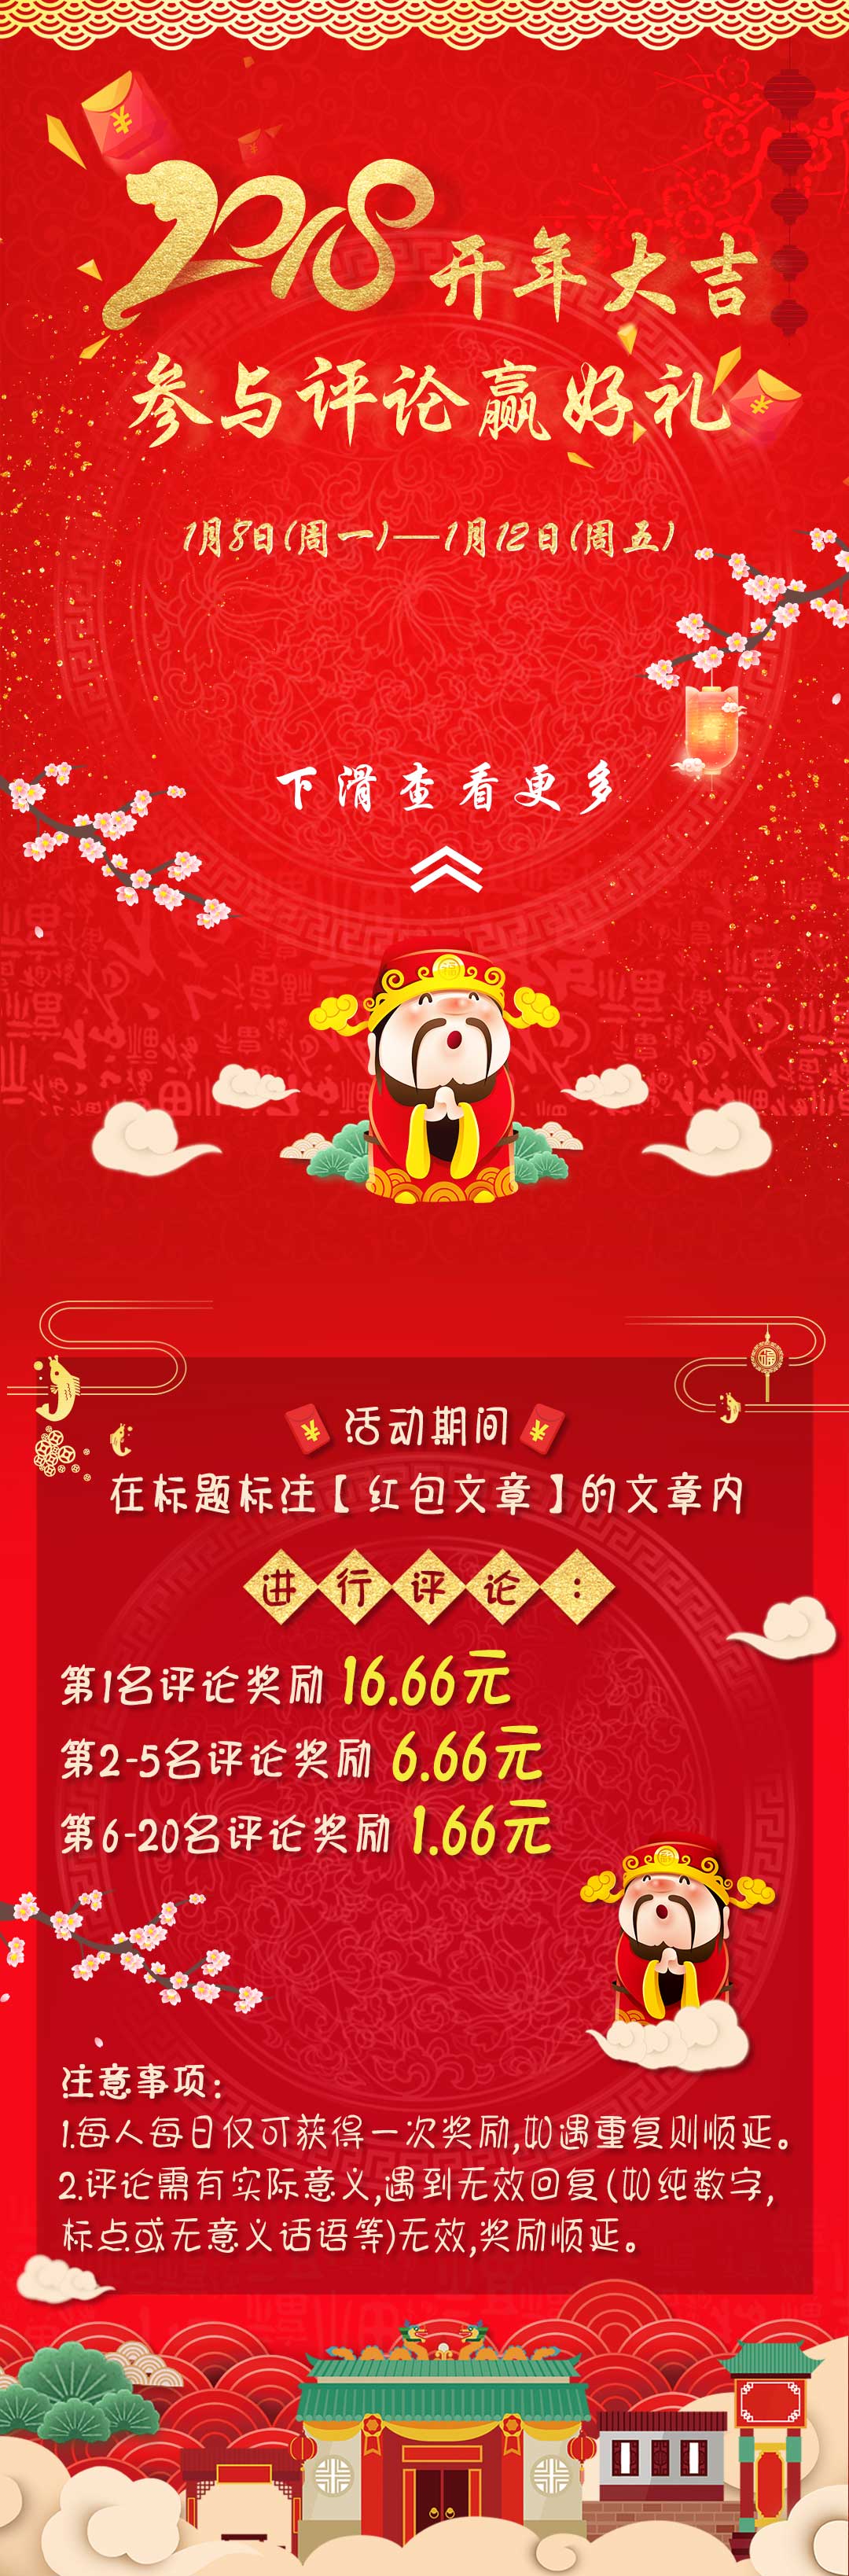 2018开年大吉
参与评论赢好礼
1月8日(周一)——1月12日(周五)
下滑查看更多
活动期间
在标题标注【红包文章】的文章内
进行评论:
第1名评论奖励 16.66元
第2-5名评论奖励 6.66元
第6-20名评论奖励 1.66元
注意事项:
1.每人每日仅可获得一次奖励,如遇重复则顺延。
2.评论需有实际意义,遇到无效回复(如纯数字,
标点或无意义话语等)无效,奖励顺延。